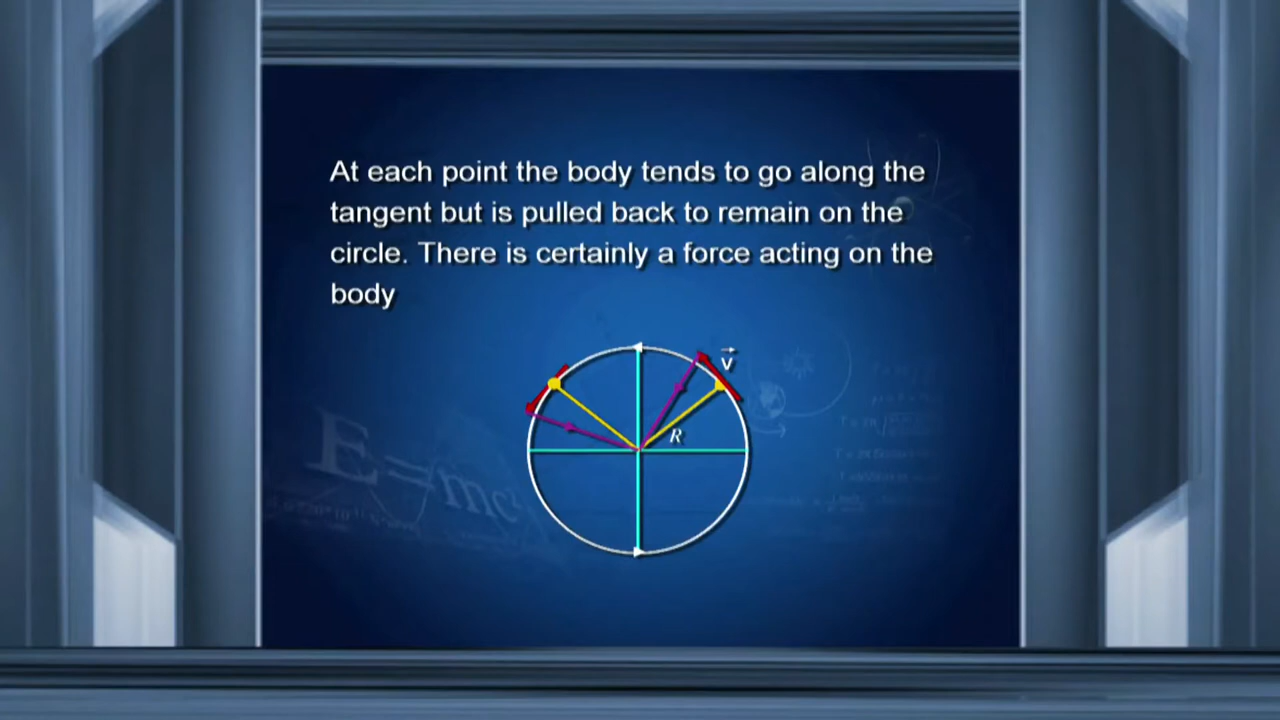 At each point the body tends to go along the
tangent but is pulled back to remain on the
circle. There is certainly a force acting on the
body
v
R
E=mc²